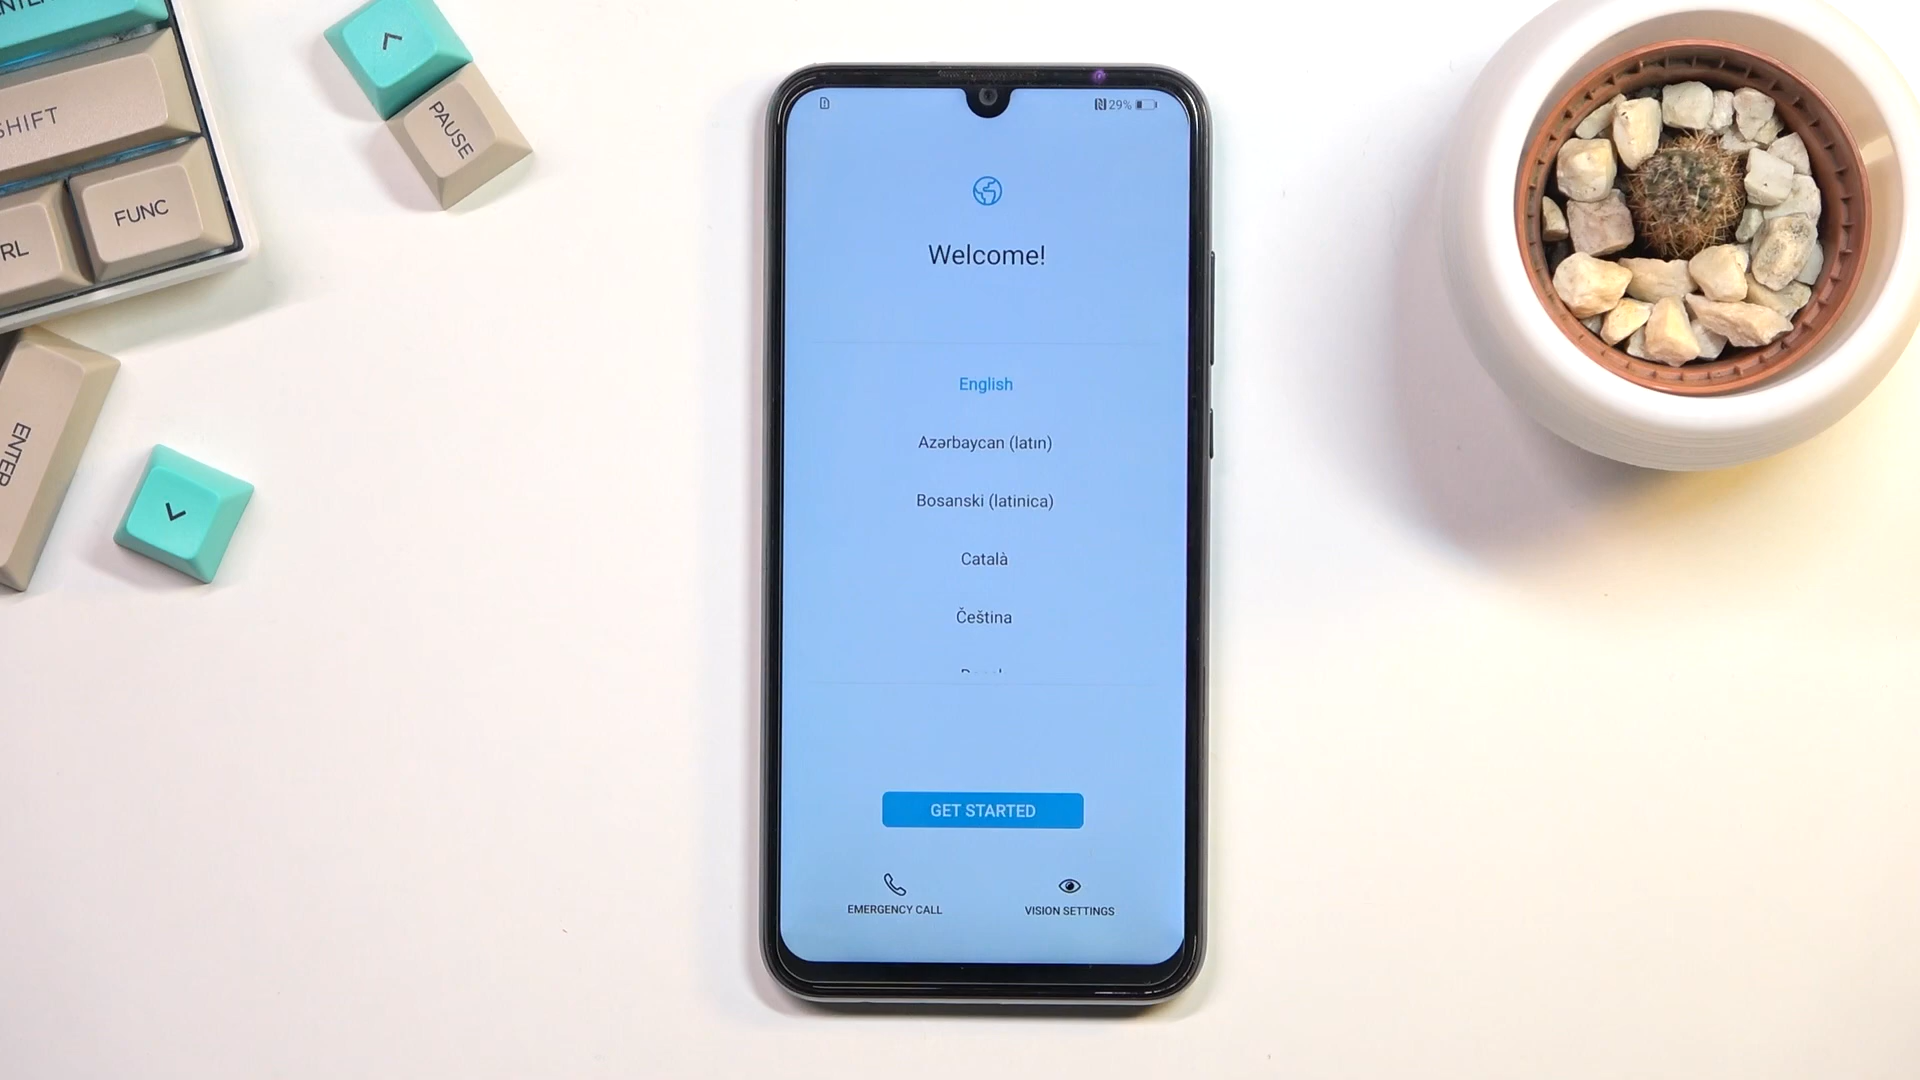 SHIFT
FUNC
ENTER
PAUSE
29%
Welcome!
English
Azərbaycan (latın)
Bosanski (latinica)
Català
Čeština
GET STARTED
EMERGENCY CALL
VISION SETTINGS